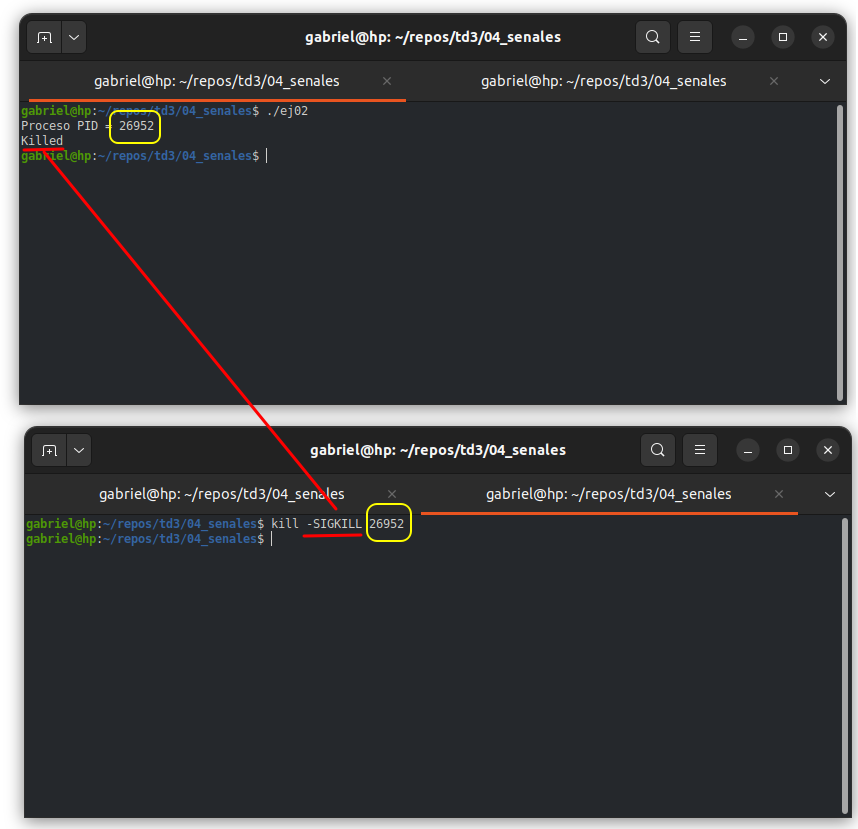 gabriel@hp: ~/repos/td3/04_senales
gabriel@hp: ~/repos/td3/04_senales
gabriel@hp: ~/repos/td3/04_senales
gabriel@hp:~/repos/td3/04_senales$ ./ej02
Proceso PID = 26952
Killed
gabriel@hp:~/repos/td3/04_senales$
gabriel@hp: ~/repos/td3/04_senales
gabriel@hp: ~/repos/td3/04_senales
gabriel@hp: ~/repos/td3/04_senales
gabriel@hp:~/repos/td3/04_senales$ kill -SIGKILL 26952
gabriel@hp:~/repos/td3/04_senales$